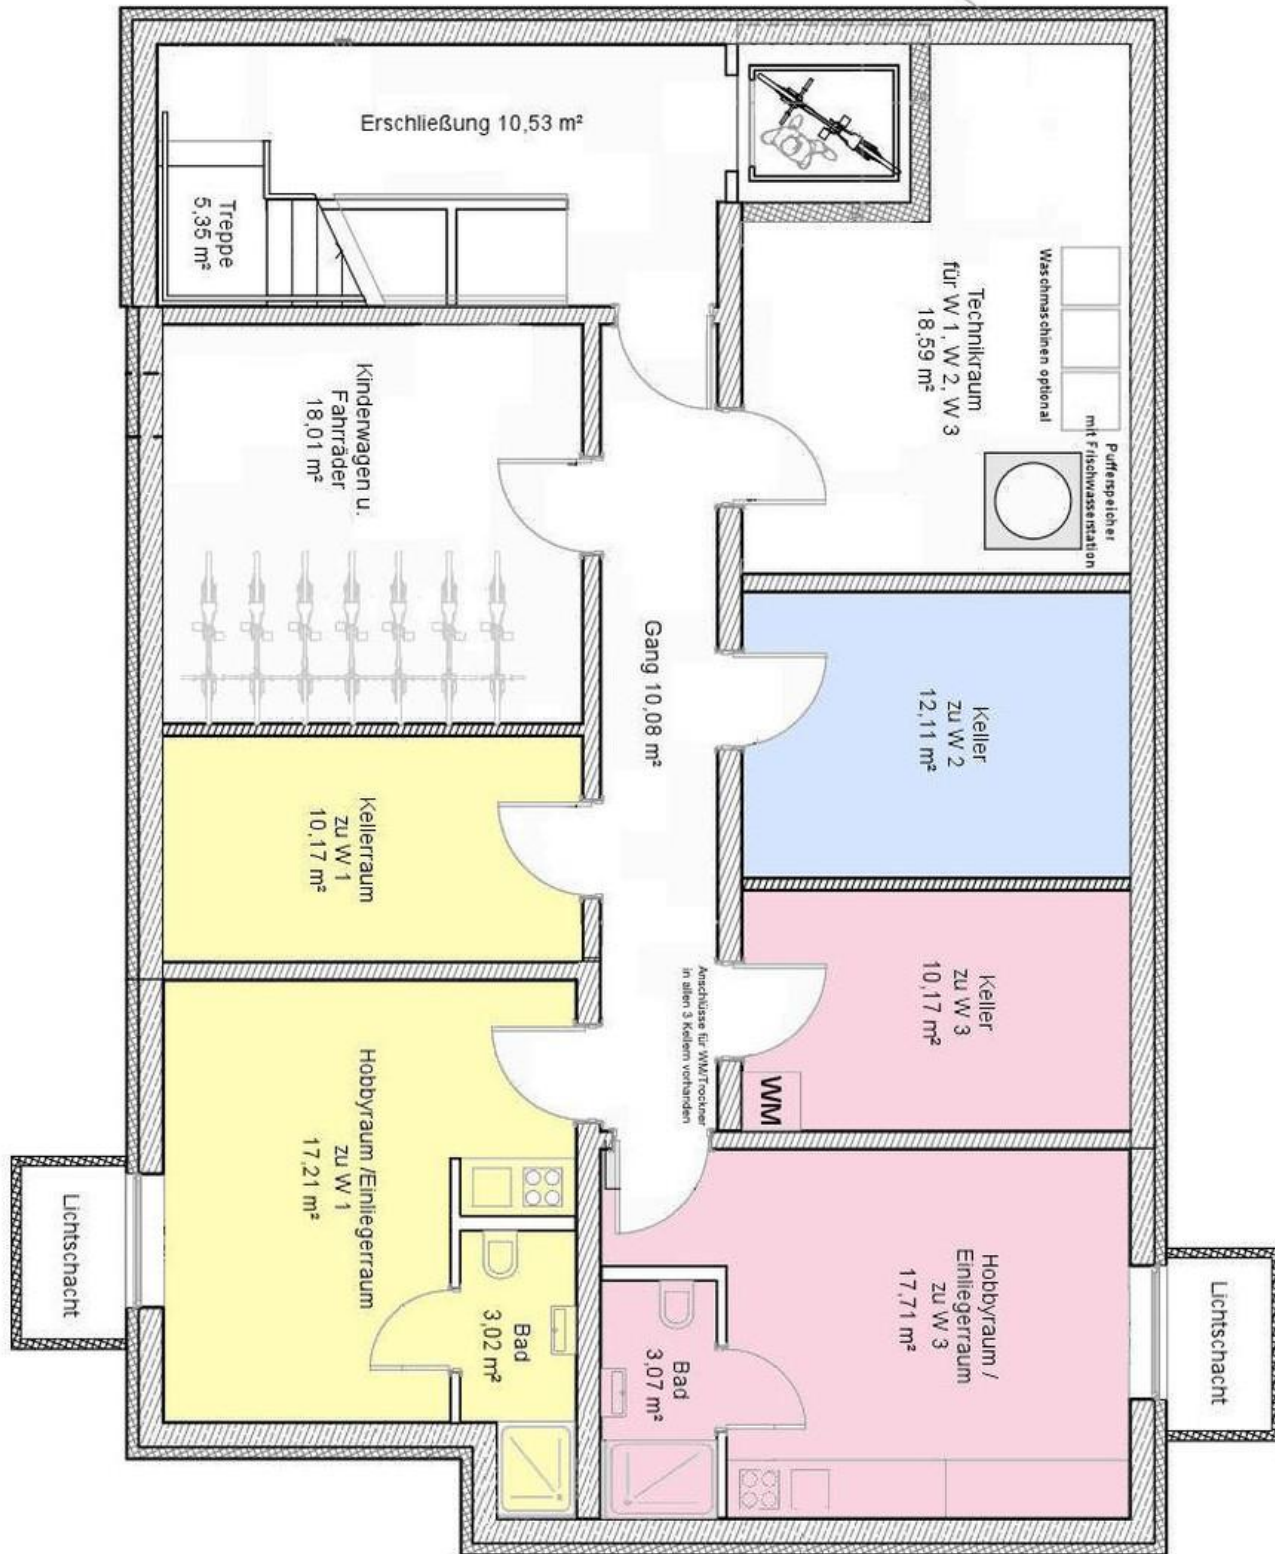 Erschließung 10,53 m²
Treppe
5,35 m²
Technikraum
für W 1, W 2, W 3
18,59 m²
Waschmaschinen optional
Pufferspeicher
mit Frischwasserstation
Kinderwagen u.
Fahrräder
18,01 m²
Gang 10,08 m²
Keller
zu W 2
12,11 m²
Kellerraum
zu W 1
10,17 m²
Keller
zu W 3
10,17 m²
Anschlüsse für WM/Trockner
in allen 3 Kellern vorhanden
WM
Hobbyraum /Einliegerraum
zu W 1
17,21 m²
Hobbyraum /
Einliegerraum
zu W 3
17,71 m²
Lichtschacht
Lichtschacht
Bad
3,02 m²
Bad
3,07 m²